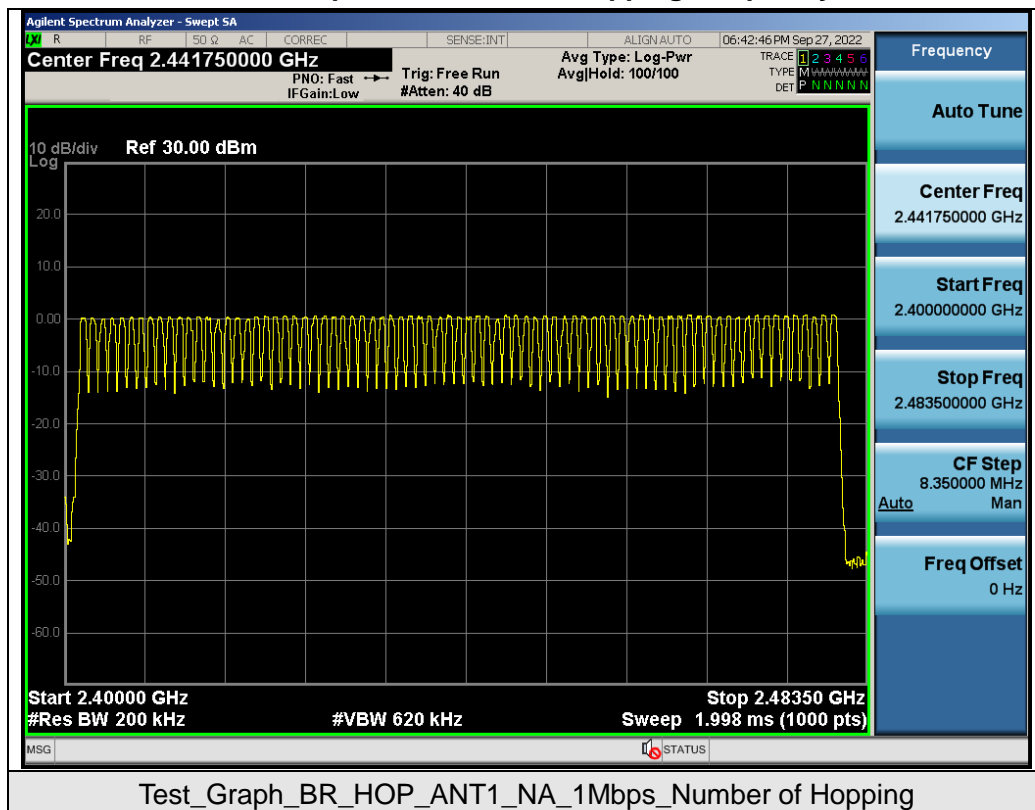 Agilent Spectrum Analyzer - Swept SA
LXI R RF 50 Ω AC CORREC SENSE:INT ALIGN AUTO 06:42:46 PM Sep 27, 2022
Center Freq 2.441750000 GHz
PNO: Fast
IFGain:Low
Trig: Free Run
#Atten: 40 dB
Avg Type: Log-Pwr
Avg|Hold: 100/100
TRACE 1 2 3 4 5 6
TYPE M
DET P N N N N N
10 dB/div Ref 30.00 dBm
Log
20.0
10.0
0.00
-10.0
-20.0
-30.0
-40.0
-50.0
-60.0
Start 2.40000 GHz Stop 2.48350 GHz
#Res BW 200 kHz #VBW 620 kHz Sweep 1.998 ms (1000 pts)
MSG STATUS
Frequency
Auto Tune
Center Freq
2.441750000 GHz
Start Freq
2.400000000 GHz
Stop Freq
2.483500000 GHz
CF Step
8.350000 MHz
Auto Man
Freq Offset
0 Hz
Test_Graph_BR_HOP_ANT1_NA_1Mbps_Number of Hopping